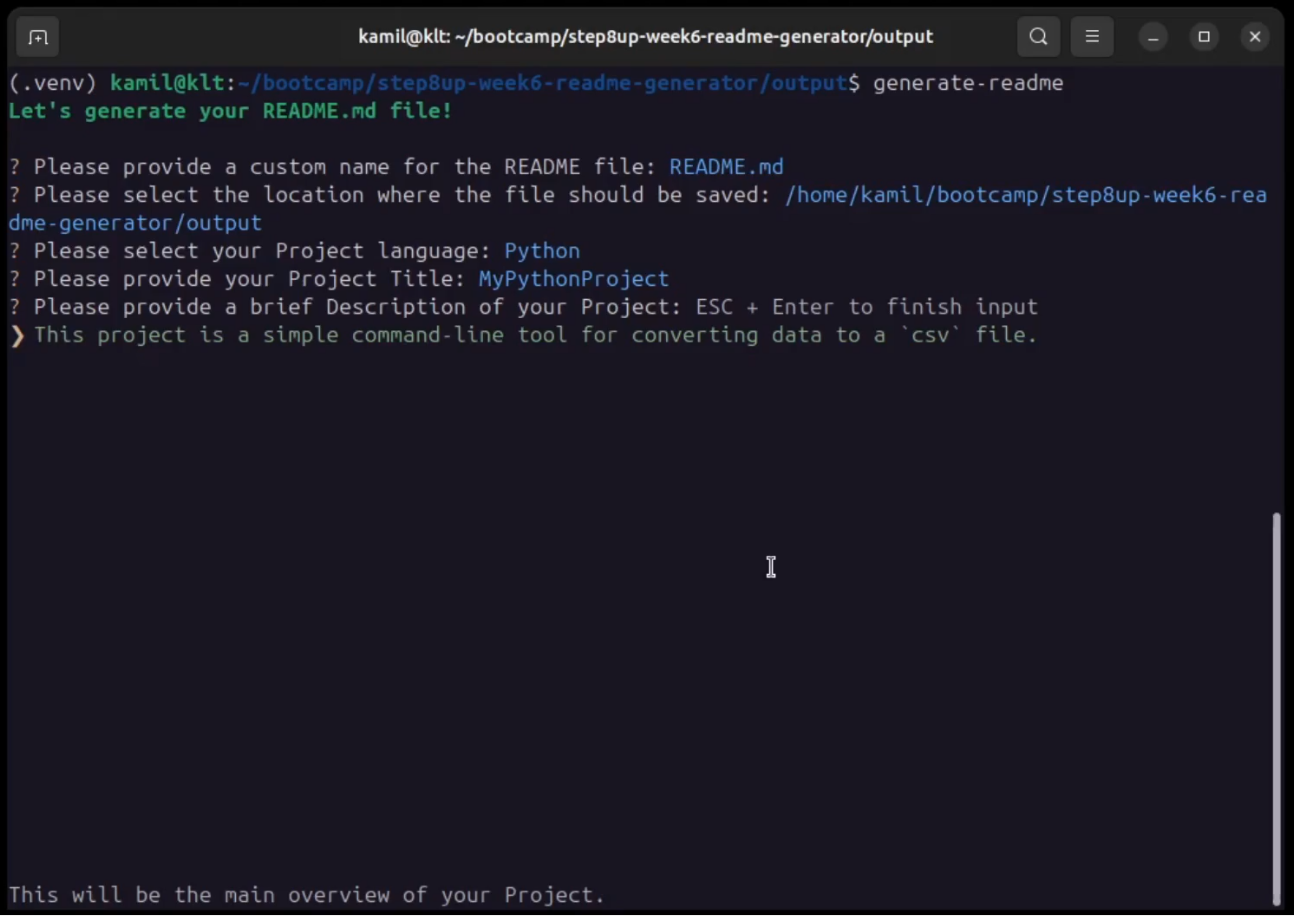 kamil@klt: ~/bootcamp/step8up-week6-readme-generator/output
(.venv) kamil@klt:~/bootcamp/step8up-week6-readme-generator/output$ generate-readme
Let's generate your README.md file!
? Please provide a custom name for the README file: README.md
? Please select the location where the file should be saved: /home/kamil/bootcamp/step8up-week6-rea
dme-generator/output
? Please select your Project language: Python
? Please provide your Project Title: MyPythonProject
? Please provide a brief Description of your Project: ESC + Enter to finish input
❯ This project is a simple command-line tool for converting data to a `csv` file.
This will be the main overview of your Project.